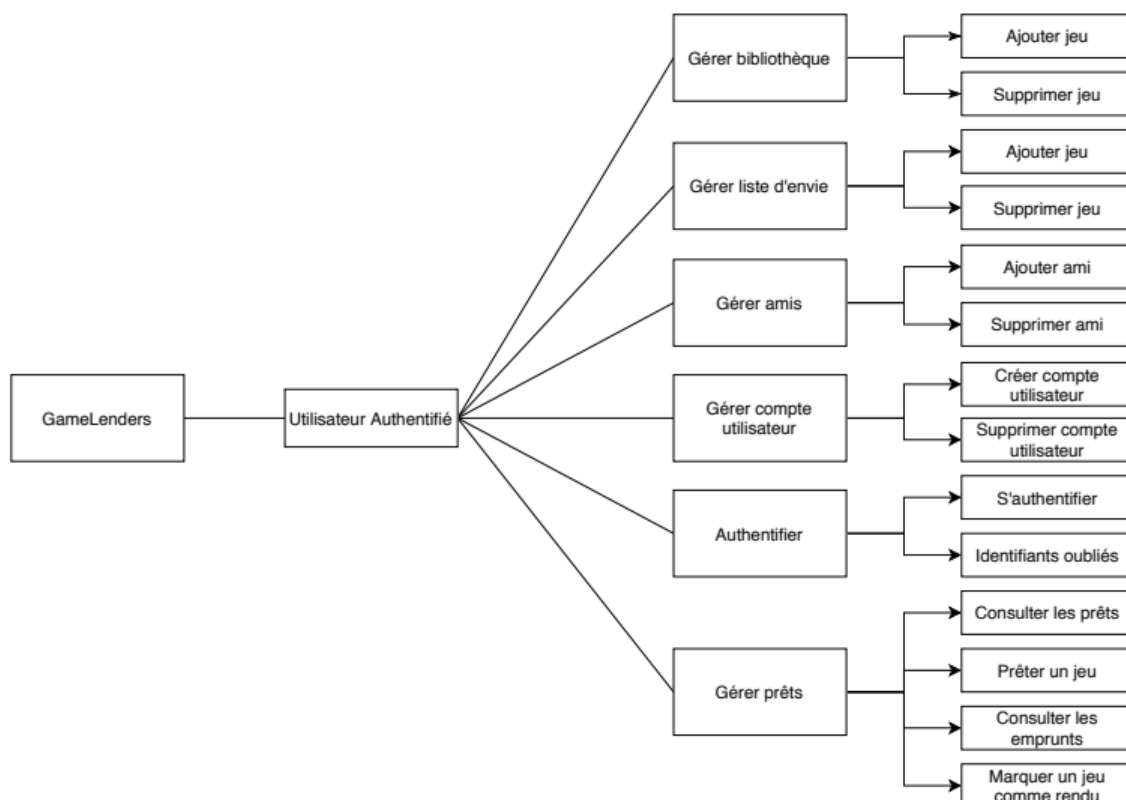 Gérer bibliothèque
Ajouter jeu
Supprimer jeu
Gérer liste d'envie
Ajouter jeu
Supprimer jeu
Gérer amis
Ajouter ami
Supprimer ami
GameLenders
Utilisateur Authentifié
Gérer compte
utilisateur
Créer compte
utilisateur
Supprimer compte
utilisateur
Authentifier
S'authentifier
Identifiants oubliés
Gérer prêts
Consulter les prêts
Prêter un jeu
Consulter les
emprunts
Marquer un jeu
comme rendu